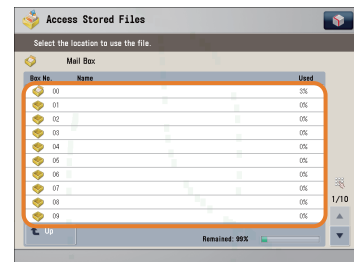 Access Stored Files
Select the location to use the file.
Mail Box
Box No. Name Used
00 3%
01 0%
02 0%
03 0%
04 0%
05 0%
06 0%
07 0%
08 0%
09 0%
1/10
Up
Remained: 99%